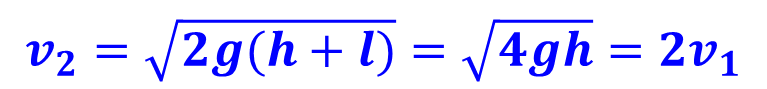 v₂ = √(2g(h + l)) = √(4gh) = 2v₁